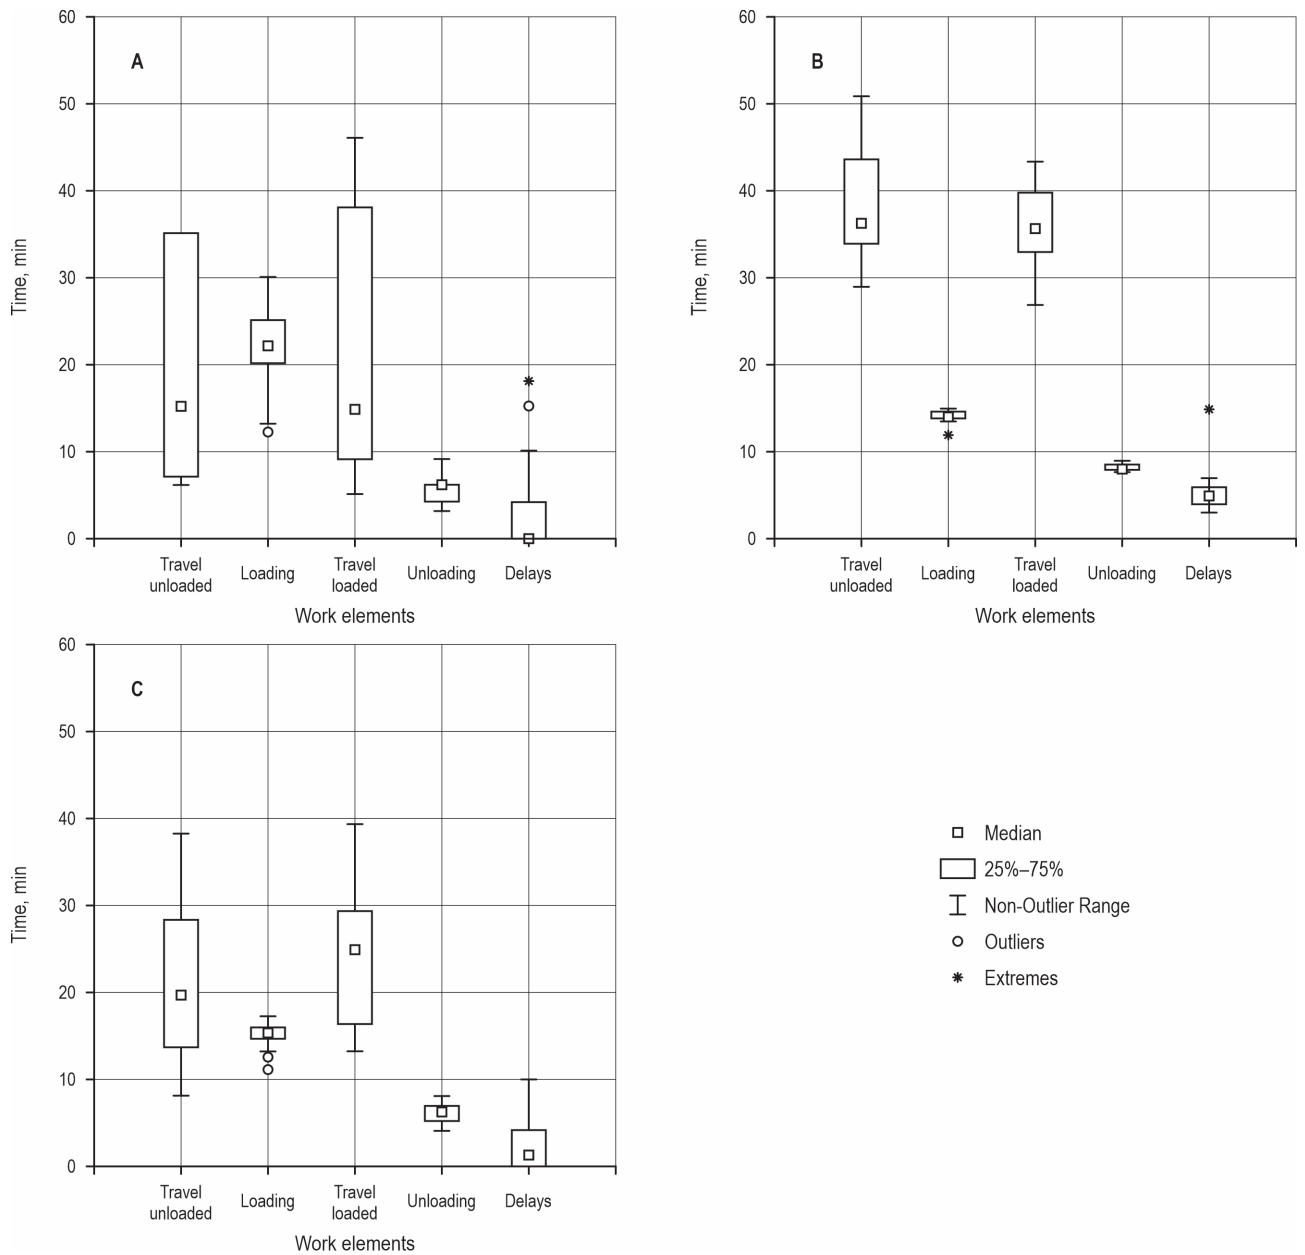 A
60
50
40
30
20
10
0
Time, min
Travel
unloaded
Loading
Travel
loaded
Unloading
Delays
Work elements
B
60
50
40
30
20
10
0
Time, min
Travel
unloaded
Loading
Travel
loaded
Unloading
Delays
Work elements
C
60
50
40
30
20
10
0
Time, min
Travel
unloaded
Loading
Travel
loaded
Unloading
Delays
Work elements
Median
25%–75%
Non-Outlier Range
Outliers
Extremes